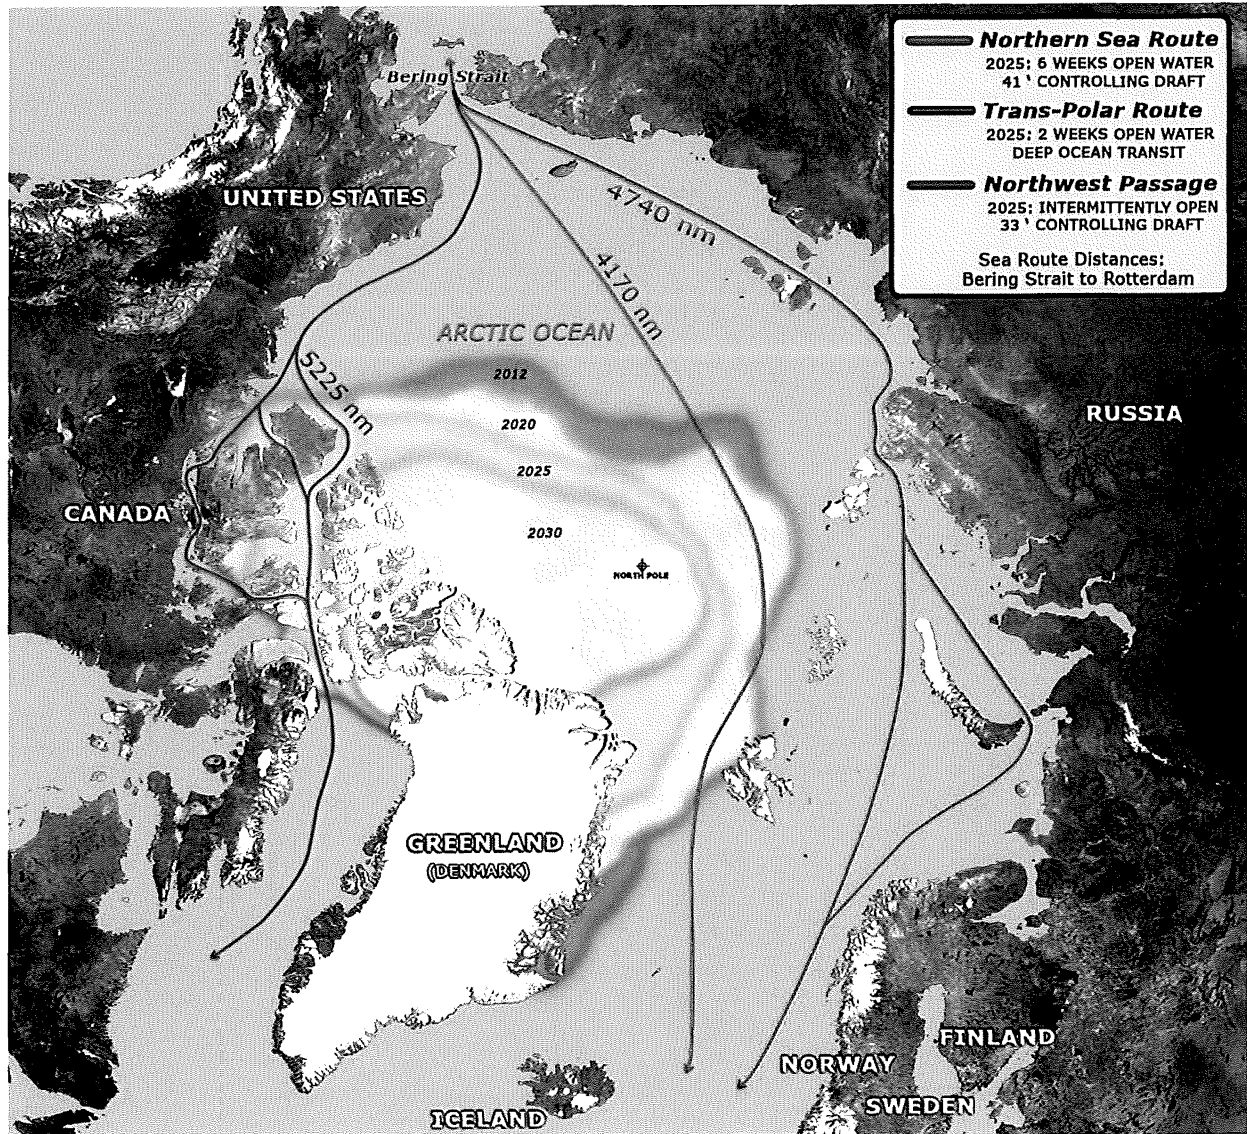 Northern Sea Route
2025: 6 WEEKS OPEN WATER
41' CONTROLLING DRAFT
Trans-Polar Route
2025: 2 WEEKS OPEN WATER
DEEP OCEAN TRANSIT
Northwest Passage
2025: INTERMITTENTLY OPEN
33' CONTROLLING DRAFT
Sea Route Distances:
Bering Strait to Rotterdam
Bering Strait
UNITED STATES
4740 nm
4170 nm
ARCTIC OCEAN
5225 nm
2012
2020
2025
2030
RUSSIA
CANADA
NORTH POLE
GREENLAND
(DENMARK)
FINLAND
NORWAY
SWEDEN
ICELAND